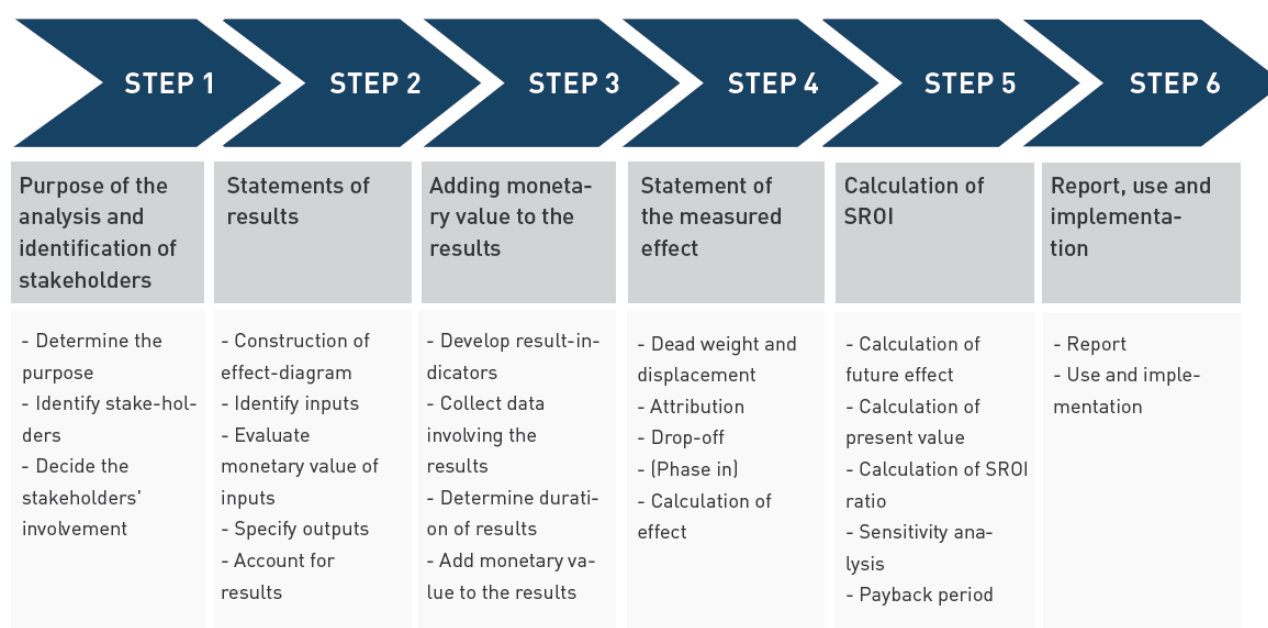 STEP 1
STEP 2
STEP 3
STEP 4
STEP 5
STEP 6
Purpose of the
analysis and
identification of
stakeholders
Statements of
results
Adding moneta-
ry value to the
results
Statement of
the measured
effect
Calculation of
SROI
Report, use and
implementa-
tion
- Determine the
purpose
- Identify stake-hol-
ders
- Decide the
stakeholders'
involvement
- Construction of
effect-diagram
- Identify inputs
- Evaluate
monetary value of
inputs
- Specify outputs
- Account for
results
- Develop result-in-
dicators
- Collect data
involving the
results
- Determine durati-
on of results
- Add monetary va-
lue to the results
- Dead weight and
displacement
- Attribution
- Drop-off
- (Phase in)
- Calculation of
effect
- Calculation of
future effect
- Calculation of
present value
- Calculation of SROI
ratio
- Sensitivity ana-
lysis
- Payback period
- Report
- Use and imple-
mentation